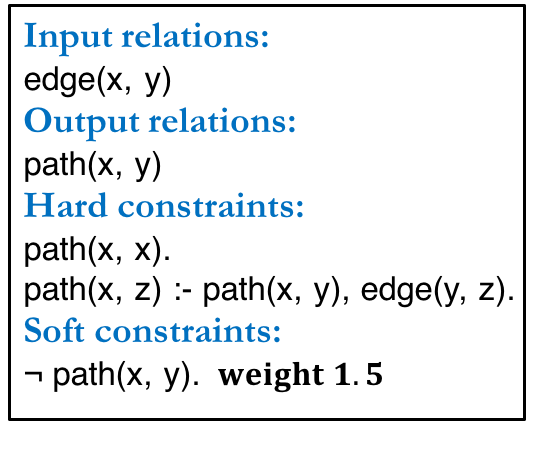 Input relations:
edge(x, y)
Output relations:
path(x, y)
Hard constraints:
path(x, x).
path(x, z) :- path(x, y), edge(y, z).
Soft constraints:
¬ path(x, y).  weight 1.5